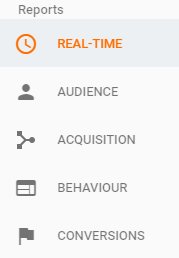 Reports
REAL-TIME
AUDIENCE
ACQUISITION
BEHAVIOUR
CONVERSIONS